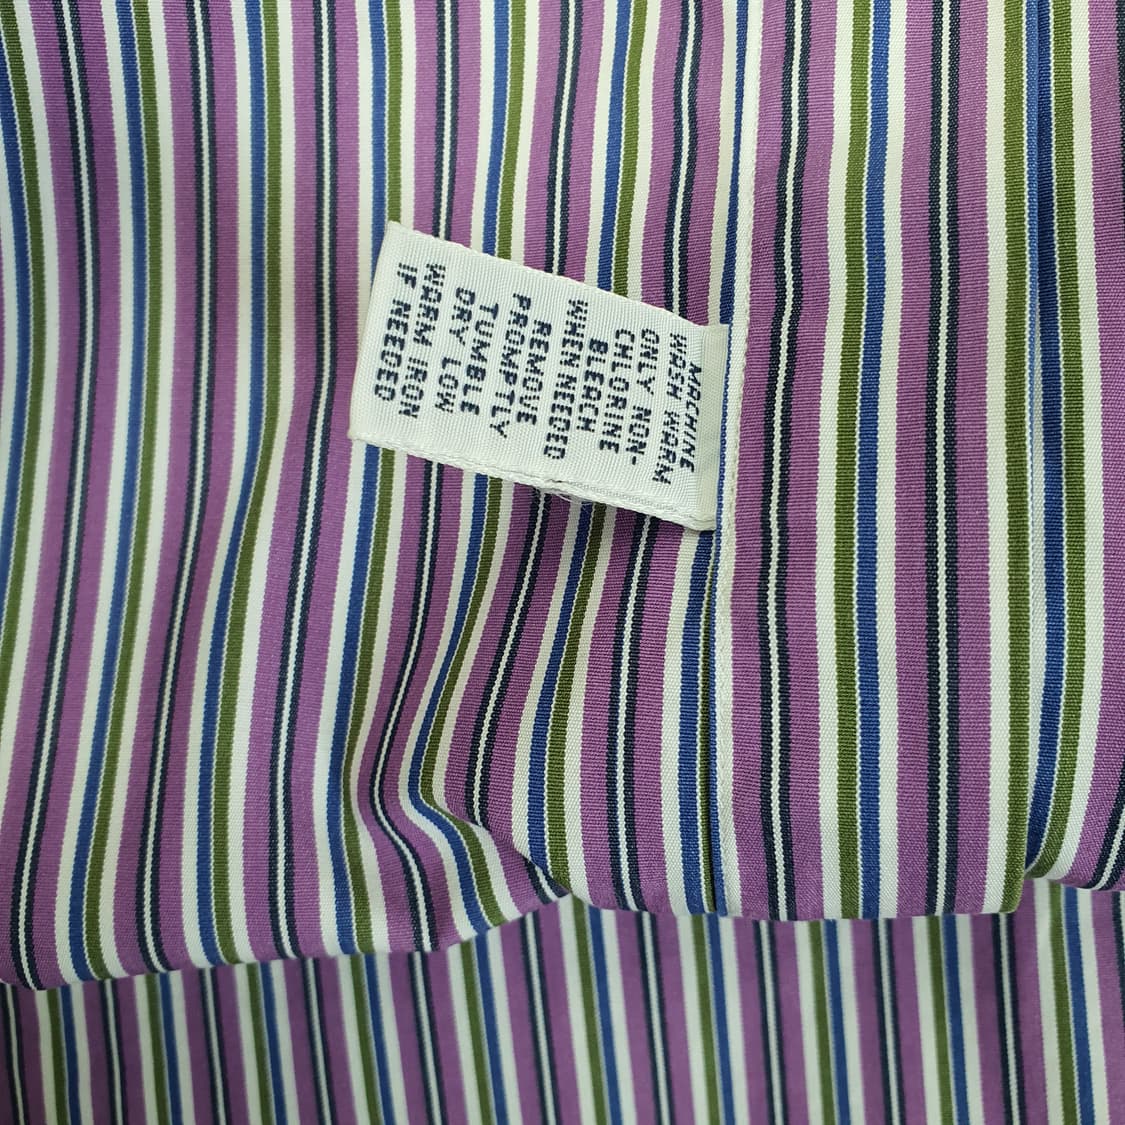 MACHINE
WASH WARM
ONLY NON-
CHLORINE
BLEACH
WHEN NEEDED
REMOVE
PROMPTLY
TUMBLE
DRY LOW
WARM IRON
IF NEEDED